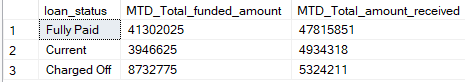 loan_status MTD_Total_funded_amount MTD_Total_amount_received
1 Fully Paid 41302025 47815851
2 Current 3946625 4934318
3 Charged Off 8732775 5324211